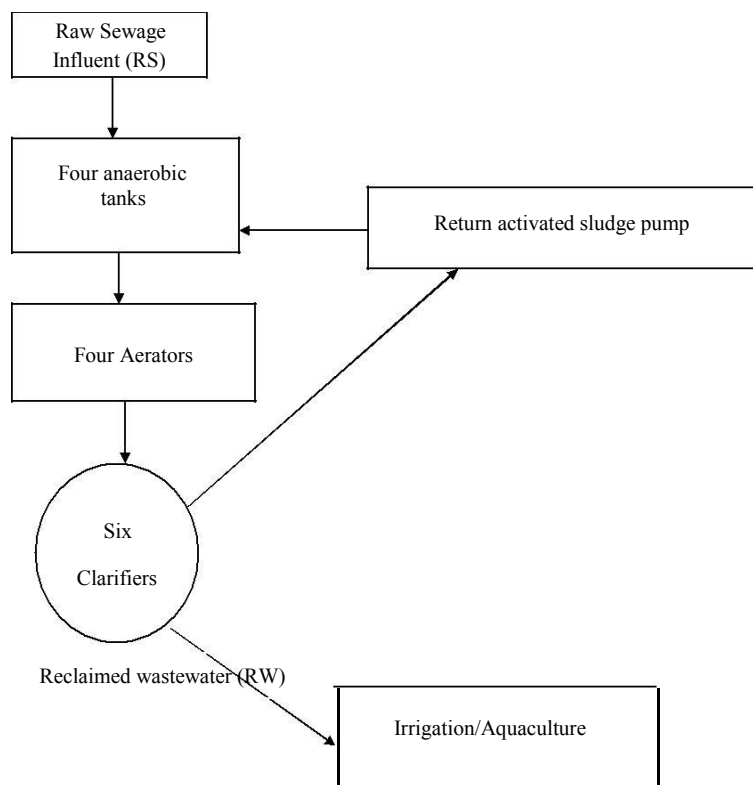 Raw Sewage
Influent (RS)
Four anaerobic
tanks
Return activated sludge pump
Four Aerators
Six
Clarifiers
Reclaimed wastewater (RW)
Irrigation/Aquaculture